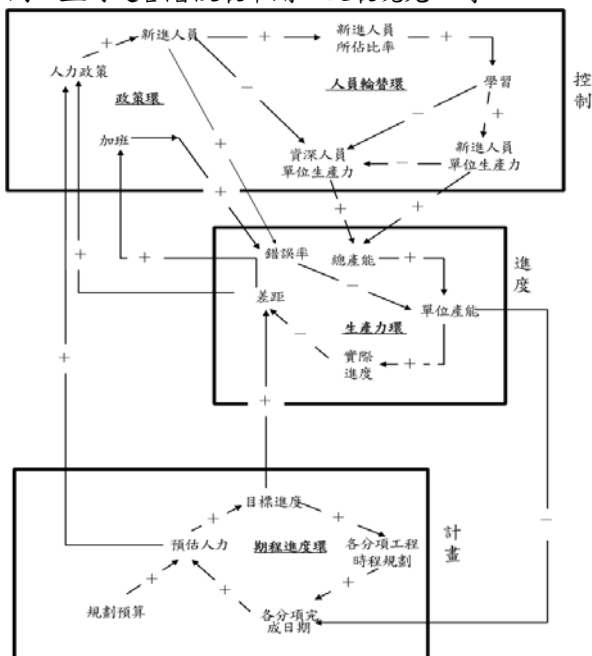 新進人員
新進人員
所佔比率
人力政策
政策環
人員輪替環
學習
控
制
加班
資深人員
單位生產力
新進人員
單位生產力
錯誤率
總產能
進
度
差距
單位產能
生產力環
實際
進度
目標進度
計
畫
預估人力
期程進度環
各分項工程
時程規劃
規劃預算
各分項完
成日期